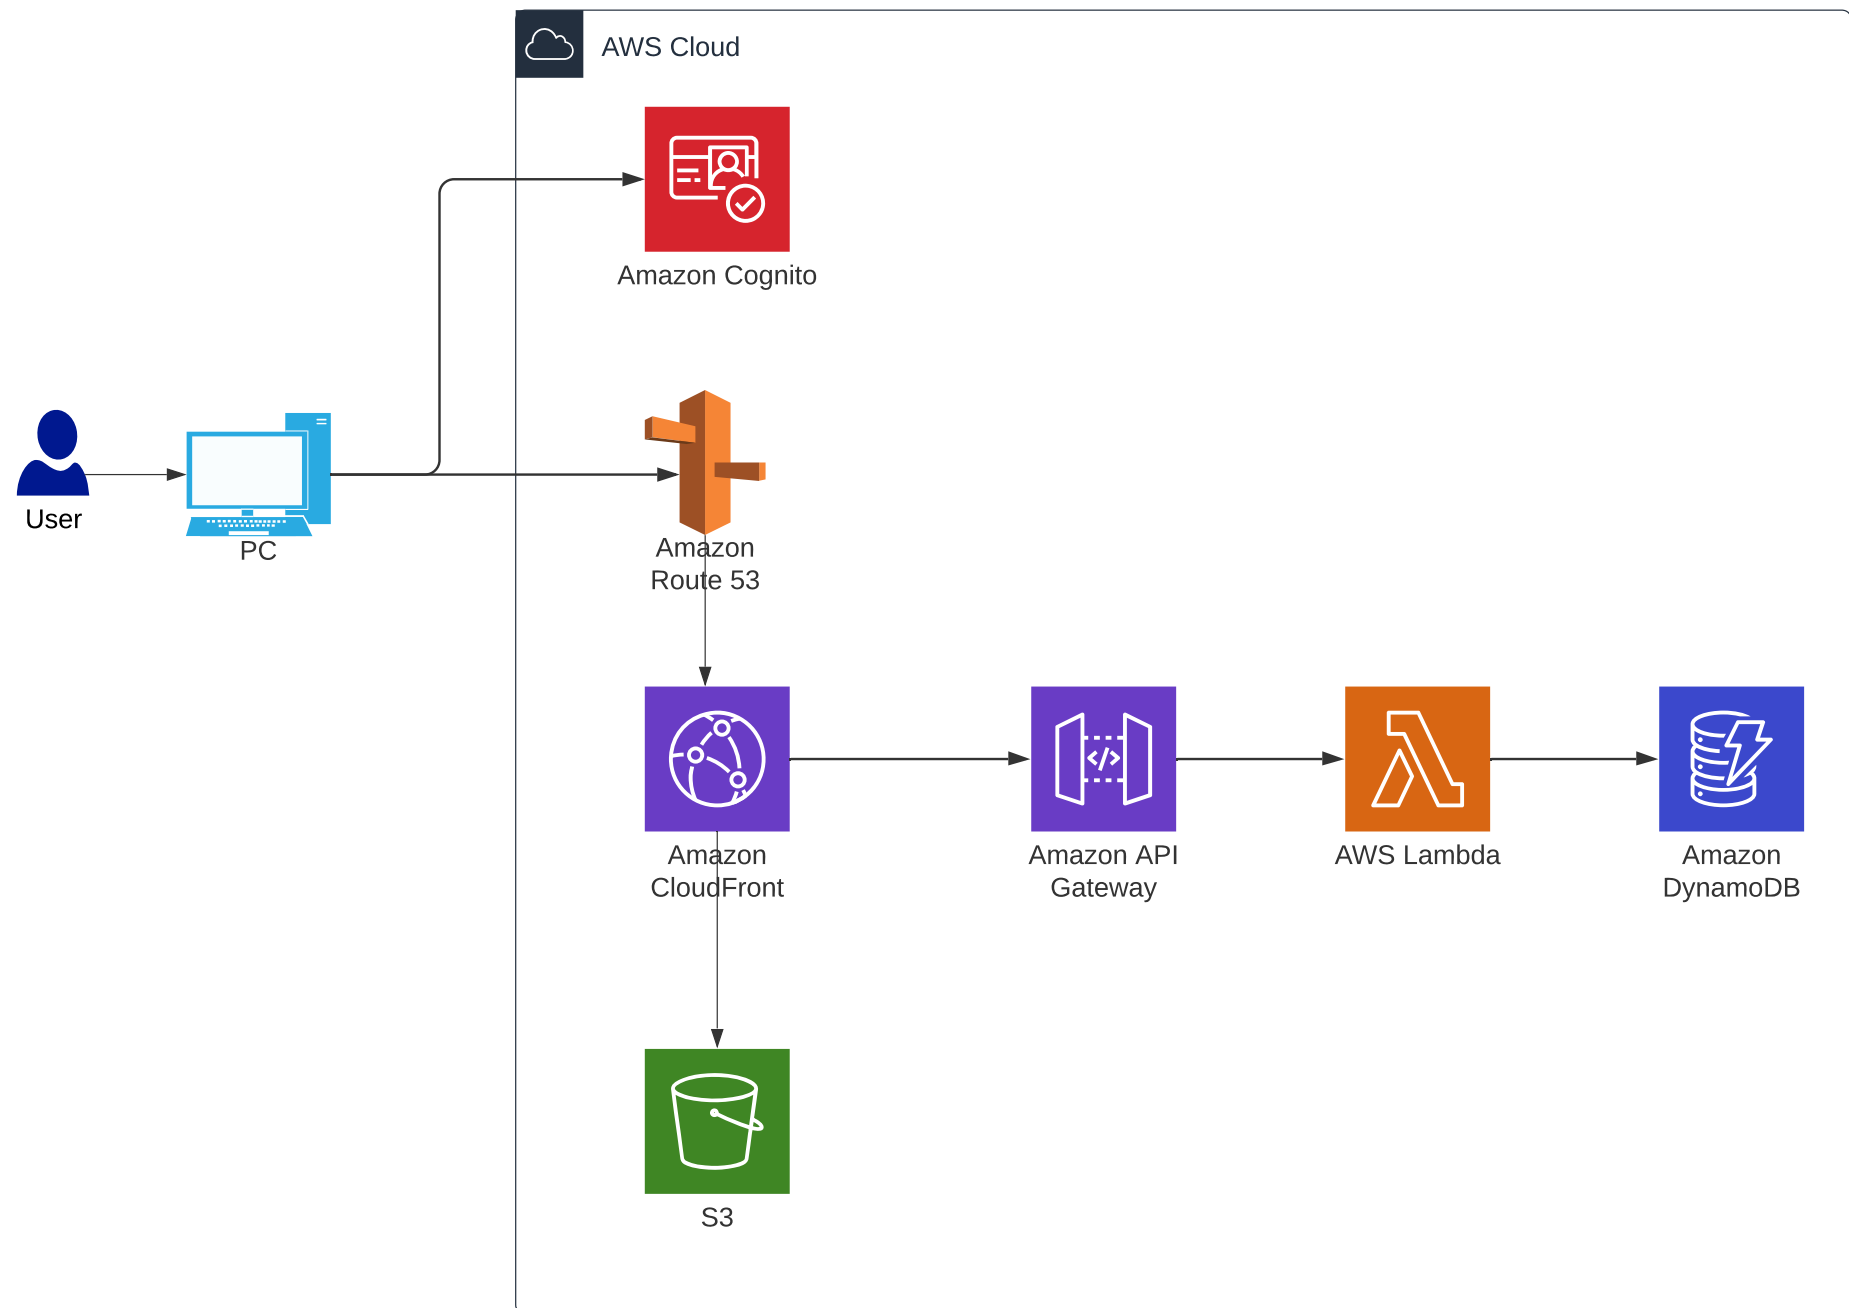 AWS Cloud
Amazon Cognito
User
PC
Amazon
Route 53
Amazon
CloudFront
Amazon API
Gateway
AWS Lambda
Amazon
DynamoDB
S3